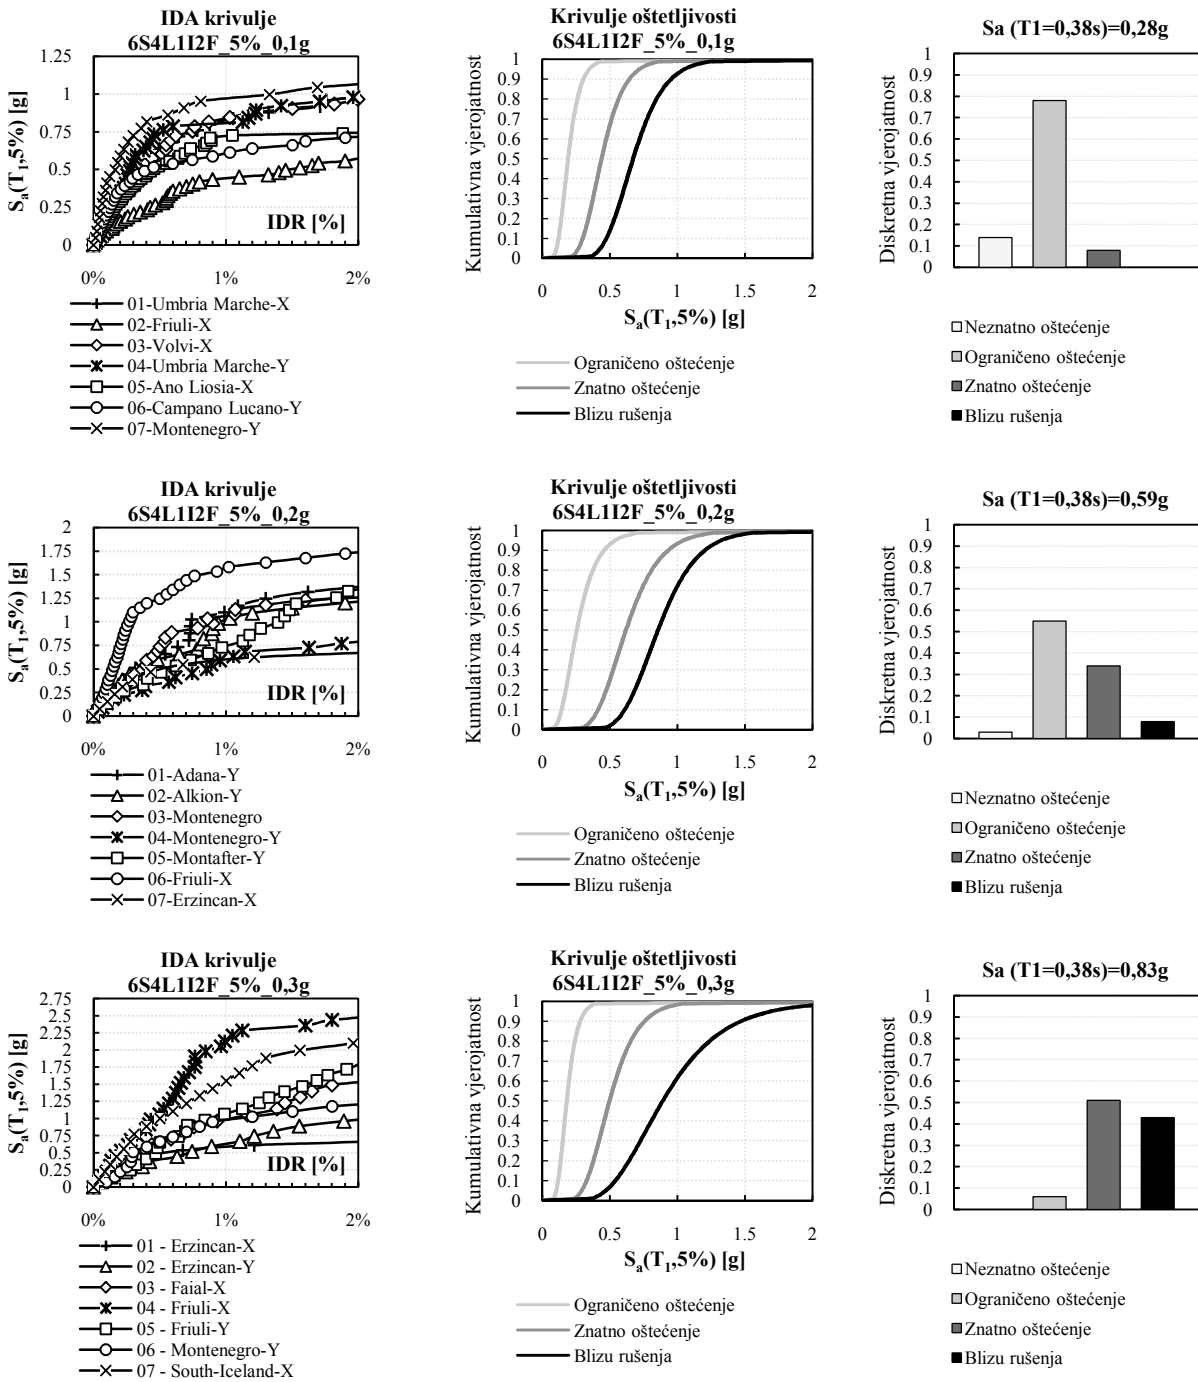 IDA krivulje
6S4L1I2F_5%_0,1g
1.25
1
0.75
0.5
0.25
0
Sa(T1,5%) [g]
IDR [%]
0%
1%
2%
01-Umbria Marche-X
02-Friuli-X
03-Volvi-X
04-Umbria Marche-Y
05-Ano Liosia-X
06-Campano Lucano-Y
07-Montenegro-Y
Krivulje oštetljivosti
6S4L1I2F_5%_0,1g
Kumulativna vjerojatnost
1
0.9
0.8
0.7
0.6
0.5
0.4
0.3
0.2
0.1
0
0
0.5
1
1.5
2
Sa(T1,5%) [g]
Ograničeno oštećenje
Znatno oštećenje
Blizu rušenja
Sa (T1=0,38s)=0,28g
Diskretna vjerojatnost
1
0.9
0.8
0.7
0.6
0.5
0.4
0.3
0.2
0.1
0
Neznatno oštećenje
Ograničeno oštećenje
Znatno oštećenje
Blizu rušenja
IDA krivulje
6S4L1I2F_5%_0,2g
2
1.75
1.5
1.25
1
0.75
0.5
0.25
0
Sa(T1,5%) [g]
IDR [%]
0%
1%
2%
01-Adana-Y
02-Alkion-Y
03-Montenegro
04-Montenegro-Y
05-Montafter-Y
06-Friuli-X
07-Erzincan-X
Krivulje oštetljivosti
6S4L1I2F_5%_0,2g
Kumulativna vjerojatnost
1
0.9
0.8
0.7
0.6
0.5
0.4
0.3
0.2
0.1
0
0
0.5
1
1.5
2
Sa(T1,5%) [g]
Ograničeno oštećenje
Znatno oštećenje
Blizu rušenja
Sa (T1=0,38s)=0,59g
Diskretna vjerojatnost
1
0.9
0.8
0.7
0.6
0.5
0.4
0.3
0.2
0.1
0
Neznatno oštećenje
Ograničeno oštećenje
Znatno oštećenje
Blizu rušenja
IDA krivulje
6S4L1I2F_5%_0,3g
2.75
2.5
2.25
2
1.75
1.5
1.25
1
0.75
0.5
0.25
0
Sa(T1,5%) [g]
IDR [%]
0%
1%
2%
01 - Erzincan-X
02 - Erzincan-Y
03 - Faial-X
04 - Friuli-X
05 - Friuli-Y
06 - Montenegro-Y
07 - South-Iceland-X
Krivulje oštetljivosti
6S4L1I2F_5%_0,3g
Kumulativna vjerojatnost
1
0.9
0.8
0.7
0.6
0.5
0.4
0.3
0.2
0.1
0
0
0.5
1
1.5
2
Sa(T1,5%) [g]
Ograničeno oštećenje
Znatno oštećenje
Blizu rušenja
Sa (T1=0,38s)=0,83g
Diskretna vjerojatnost
1
0.9
0.8
0.7
0.6
0.5
0.4
0.3
0.2
0.1
0
Neznatno oštećenje
Ograničeno oštećenje
Znatno oštećenje
Blizu rušenja